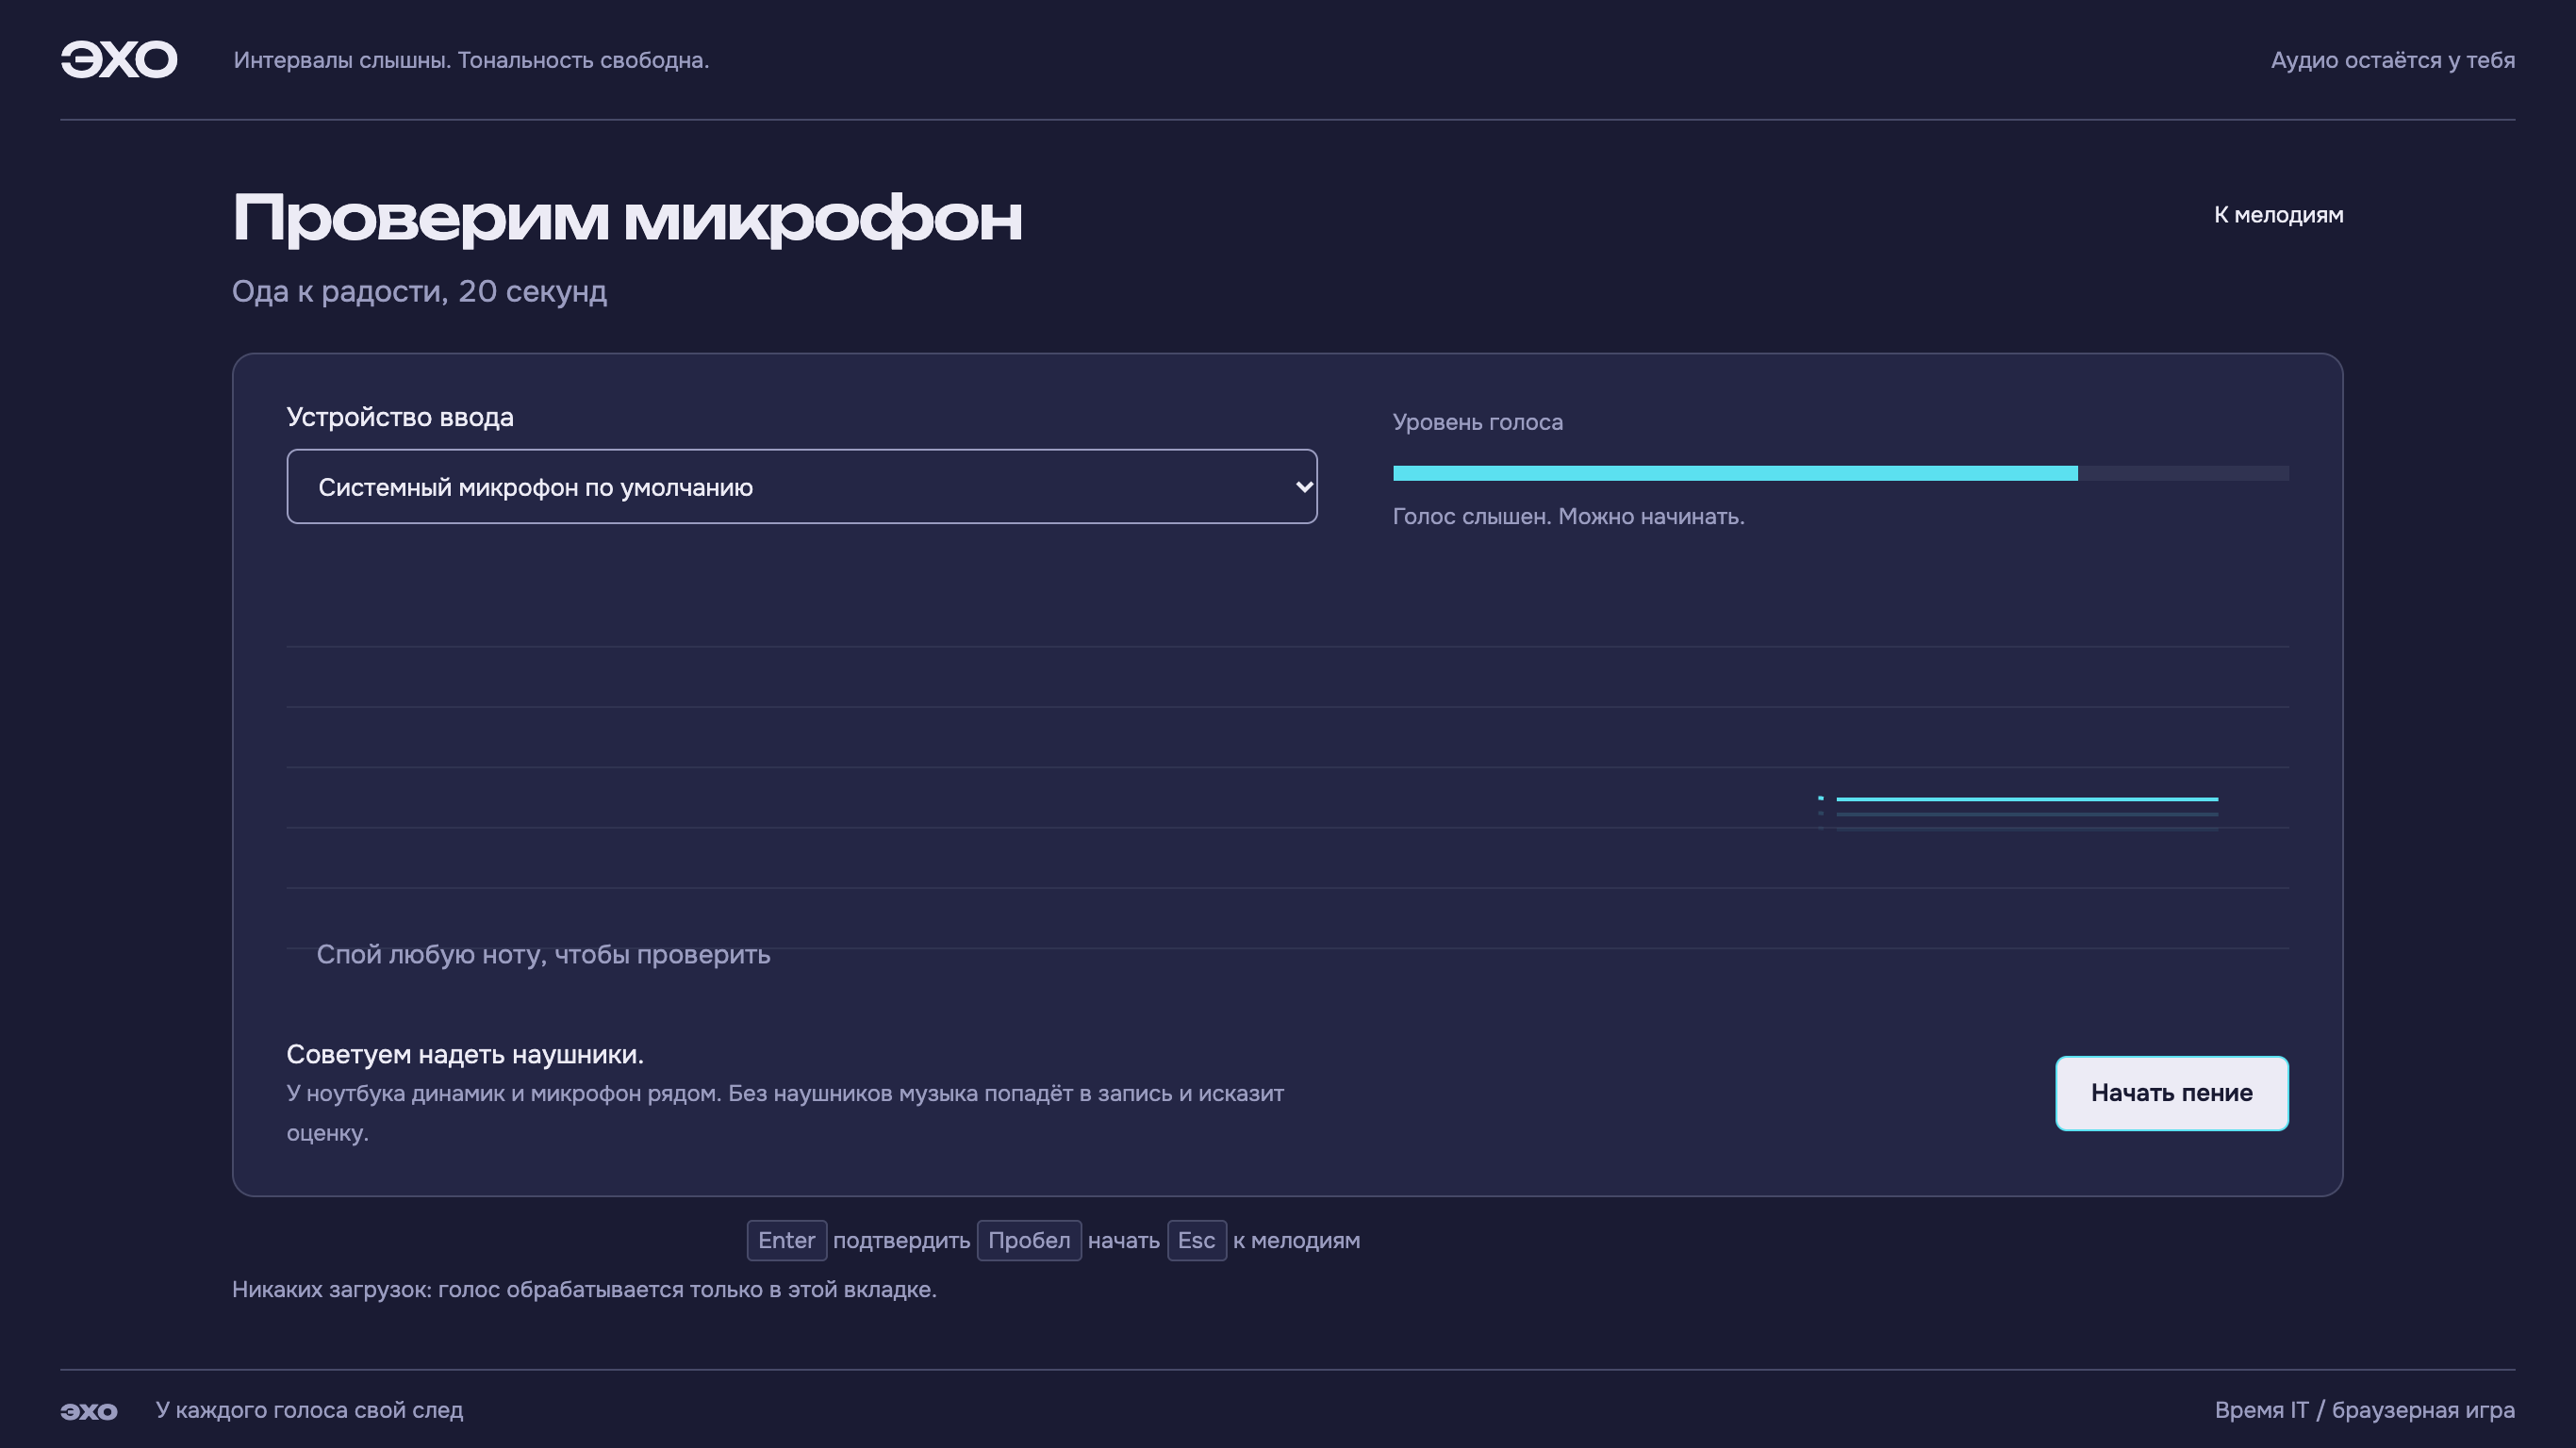 ЭХО
Интервалы слышны. Тональность свободна.
Аудио остаётся у тебя
Проверим микрофон
К мелодиям
Ода к радости, 20 секунд
Устройство ввода
Системный микрофон по умолчанию
Уровень голоса
Голос слышен. Можно начинать.
Спой любую ноту, чтобы проверить
Советуем надеть наушники.
У ноутбука динамик и микрофон рядом. Без наушников музыка попадёт в запись и исказит
оценку.
Начать пение
Enter подтвердить Пробел начать Esc к мелодиям
Никаких загрузок: голос обрабатывается только в этой вкладке.
ЭХО
У каждого голоса свой след
Время IT / браузерная игра